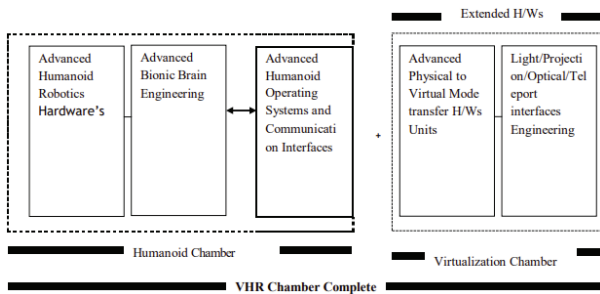 Extended H/Ws
Advanced
Humanoid
Robotics
Hardware's
Advanced
Bionic Brain
Engineering
Advanced
Humanoid
Operating
Systems and
Communicati
on Interfaces
+
Advanced
Physical to
Virtual Mode
transfer H/Ws
Units
Light/Projecti
on/Optical/Tel
eport
interfaces
Engineering
Humanoid Chamber
Virtualization Chamber
VHR Chamber Complete